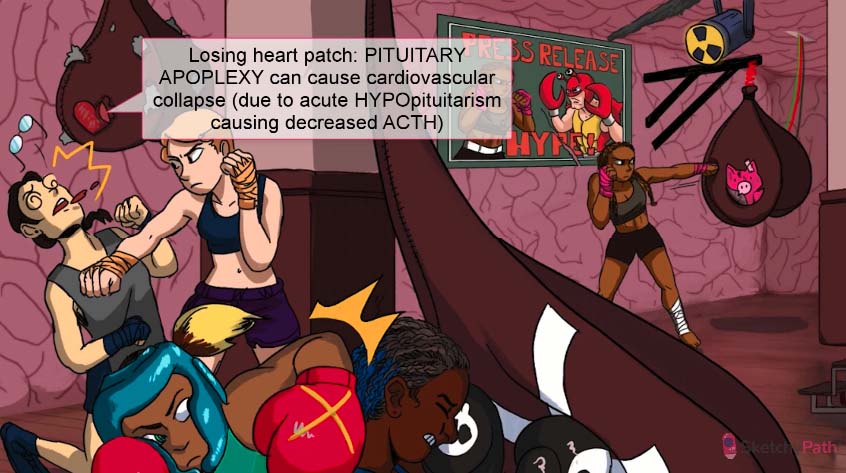 Losing heart patch: PITUITARY
APOPLEXY can cause cardiovascular
collapse (due to acute HYPOpituitarism
causing decreased ACTH)
PRESS RELEASE
HYPE!!
SketchyPath